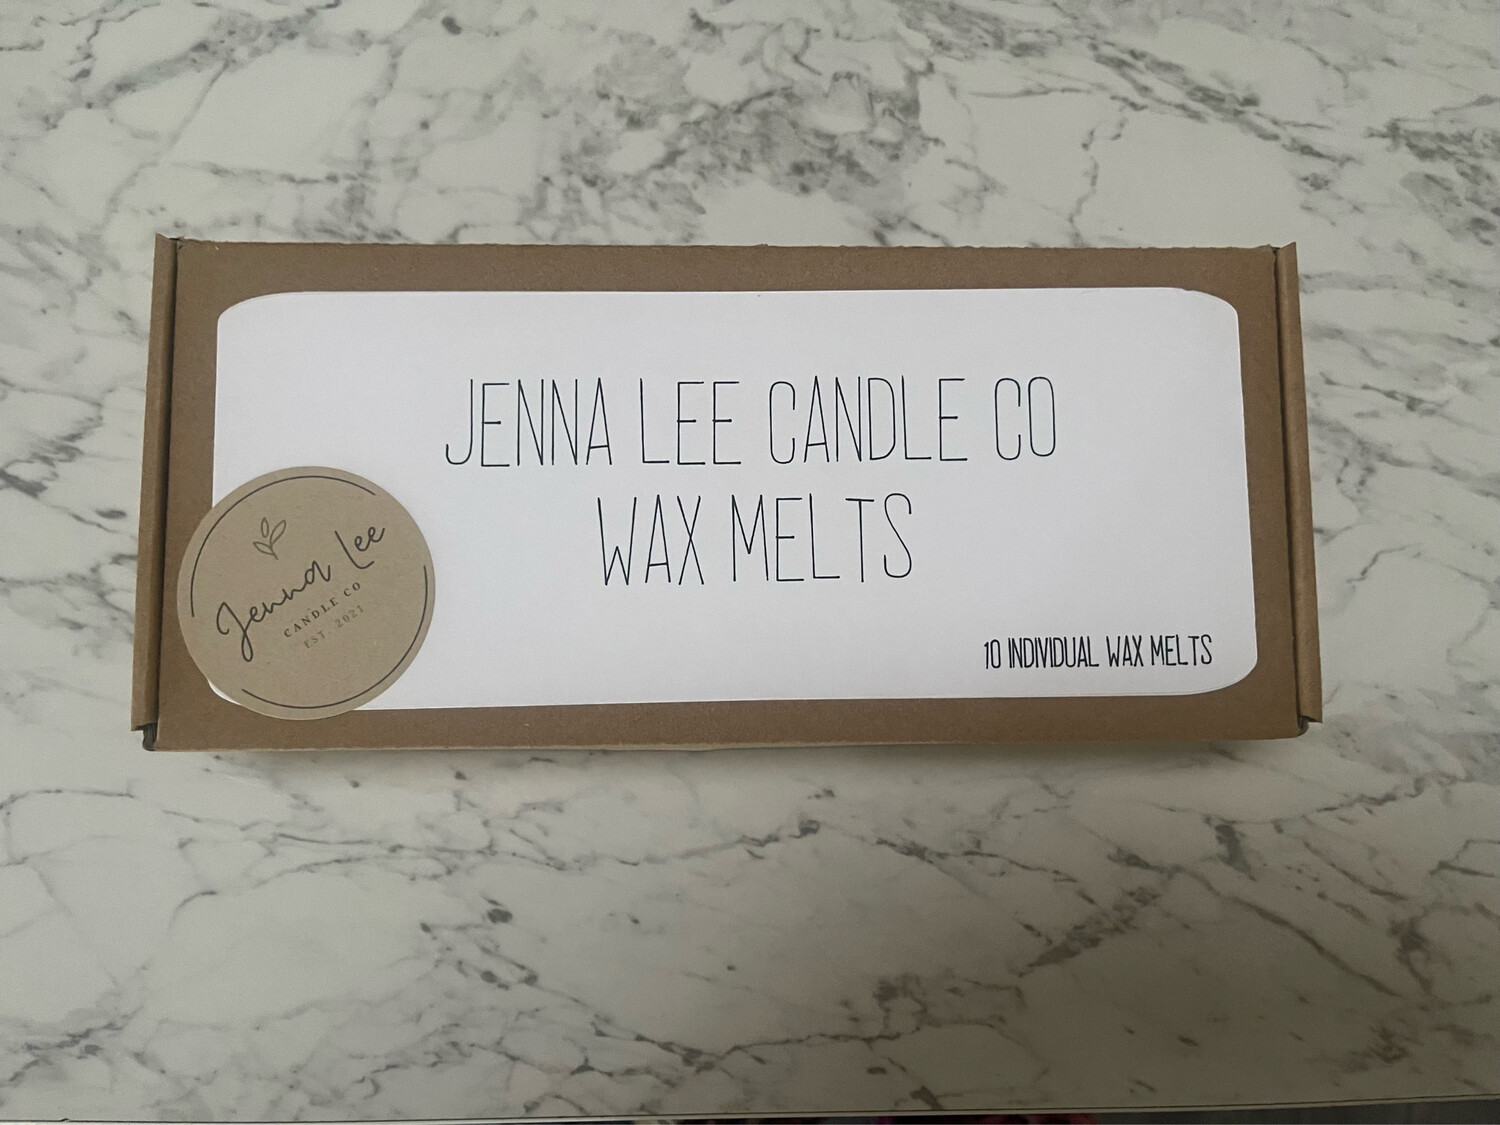 JENNA LEE CANDLE CO
WAX MELTS
10 INDIVIDUAL WAX MELTS
Jenna Lee
CANDLE CO
EST. 2021